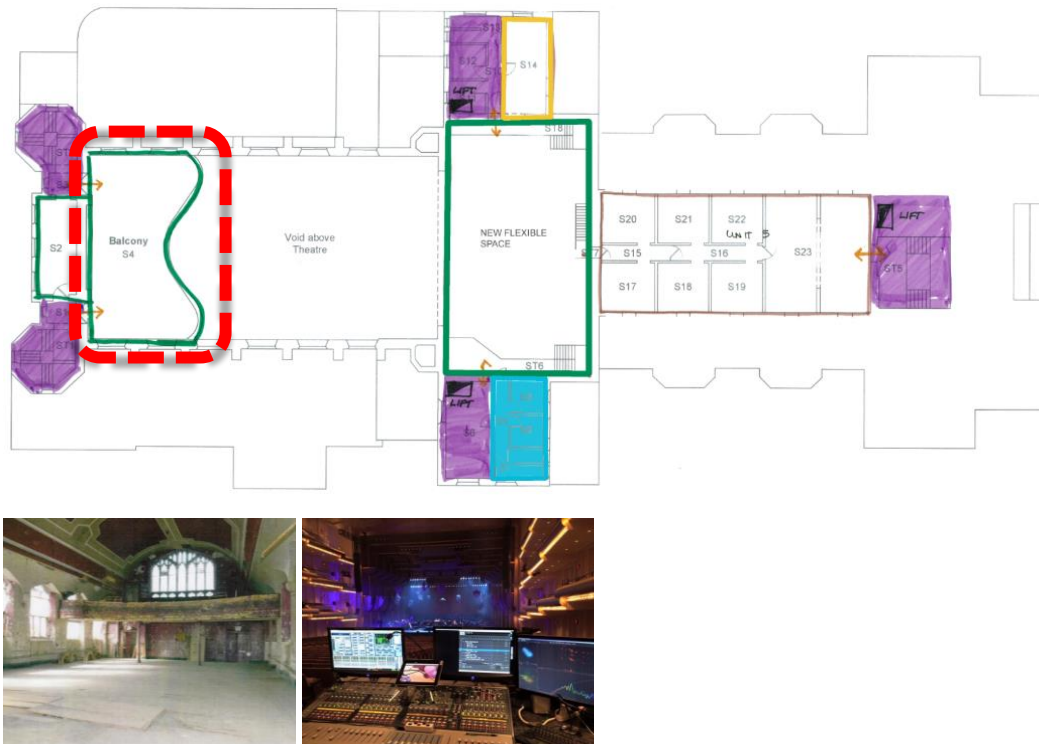 S13
S12
S14
LIFT
S18
S2
Balcony
S4
Void above
Theatre
NEW FLEXIBLE
SPACE
S20
S21
S22
UNIT 5
S15
S16
S23
S17
S18
S19
LIFT
ST5
ST6
LIFT